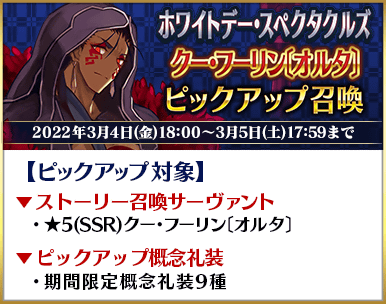 ホワイトデー・スペクタクルズ
クー・フーリン〔オルタ〕
ピックアップ召喚
2022年3月4日(金)18:00～3月5日(土)17:59まで
【ピックアップ対象】
▼ストーリー召喚サーヴァント
・★5(SSR)クー・フーリン〔オルタ〕
▼ピックアップ概念礼装
・期間限定概念礼装9種